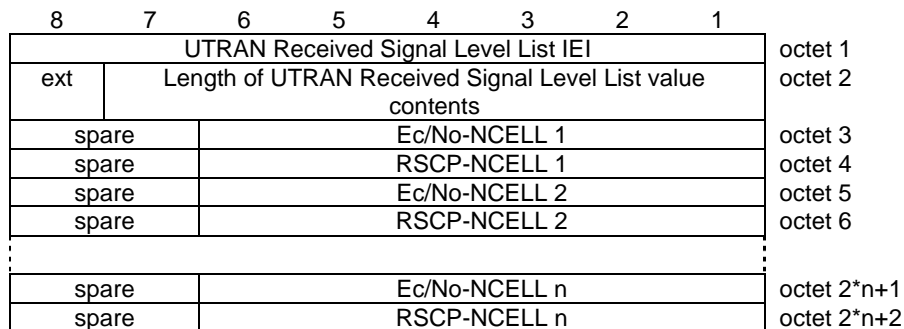 8 7 6 5 4 3 2 1
UTRAN Received Signal Level List IEI octet 1
ext Length of UTRAN Received Signal Level List value octet 2
contents
spare Ec/No-NCELL 1 octet 3
spare RSCP-NCELL 1 octet 4
spare Ec/No-NCELL 2 octet 5
spare RSCP-NCELL 2 octet 6
spare Ec/No-NCELL n octet 2*n+1
spare RSCP-NCELL n octet 2*n+2